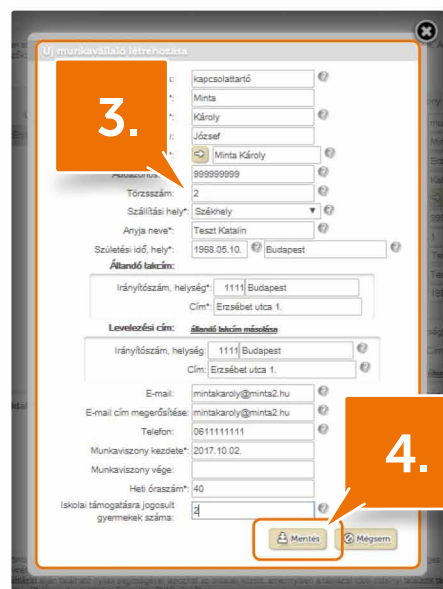 Új munkavállaló létrehozása
kapcsolattartó
Minta
Károly
József
Minta Károly
3.
999999999
Törzsszám: 2
Szállítási hely*: Székhely
Anyja neve*: Teszt Katalin
Születési idő, hely*: 1968.05.10. Budapest
Állandó lakcím:
Irányítószám, helység*: 1111 Budapest
Cím*: Erzsébet utca 1.
Levelezési cím: állandó lakcím másolása
Irányítószám, helység: 1111 Budapest
Cím: Erzsébet utca 1.
E-mail: mintakaroly@minta2.hu
E-mail cím megerősítése: mintakaroly@minta2.hu
Telefon: 0611111111
Munkaviszony kezdete*: 2017.10.02.
Munkaviszony vége:
Heti óraszám*: 40
Iskolai támogatásra jogosult
gyermekek száma: 2
4.
Mentés Mégsem